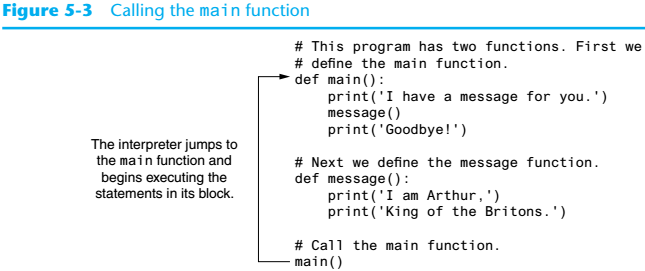 Figure 5-3 Calling the main function
# This program has two functions. First we
# define the main function.
def main():
    print('I have a message for you.')
    message()
    print('Goodbye!')
The interpreter jumps to
the main function and
begins executing the
statements in its block.
# Next we define the message function.
def message():
    print('I am Arthur,')
    print('King of the Britons.')
# Call the main function.
main()